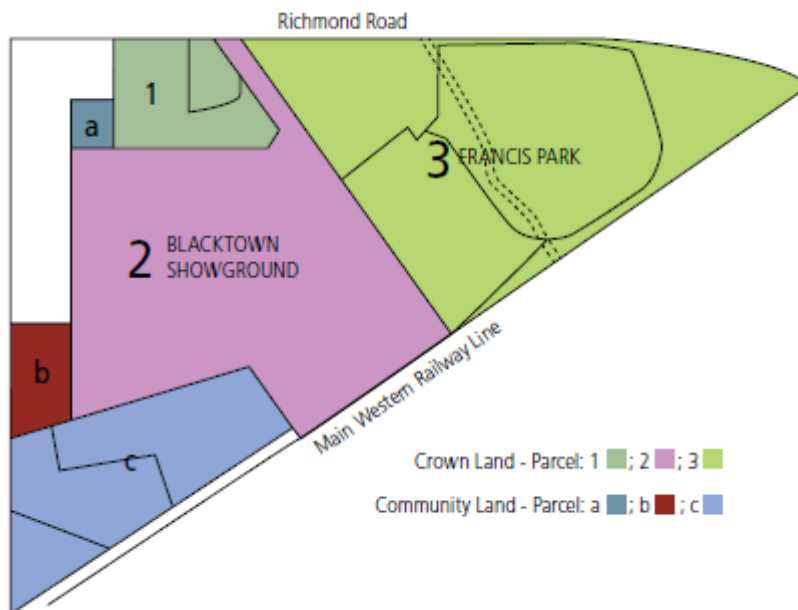 Richmond Road
1
a
3 FRANCIS PARK
2 BLACKTOWN
SHOWGROUND
b
Main Western Railway Line
c
Crown Land - Parcel: 1 ; 2 ; 3
Community Land - Parcel: a ; b ; c